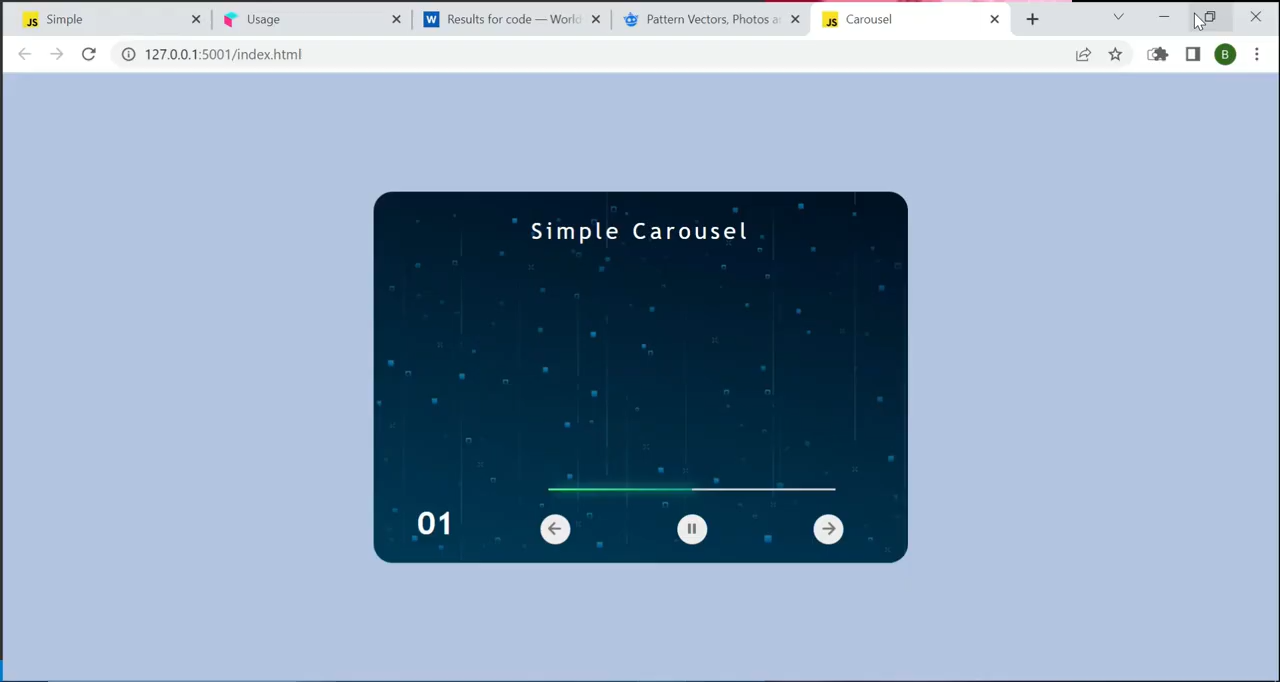 JS Simple
Usage
W Results for code — World
Pattern Vectors, Photos a
JS Carousel
127.0.0.1:5001/index.html
B
Simple Carousel
01